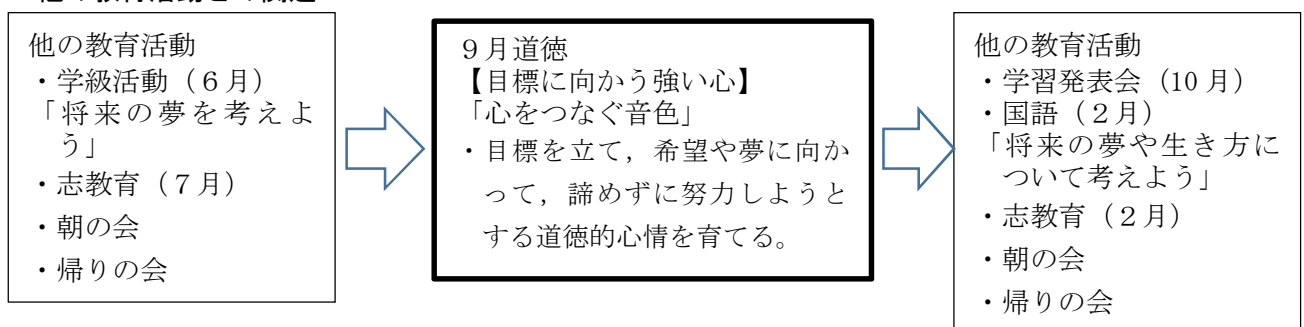 他の教育活動
・学級活動（６月）
「将来の夢を考えよ
う」
・志教育（７月）
・朝の会
・帰りの会
９月道徳
【目標に向かう強い心】
「心をつなぐ音色」
・目標を立て，希望や夢に向か
って，諦めずに努力しようと
する道徳的心情を育てる。
他の教育活動
・学習発表会（10 月）
・国語（２月）
「将来の夢や生き方に
ついて考えよう」
・志教育（２月）
・朝の会
・帰りの会